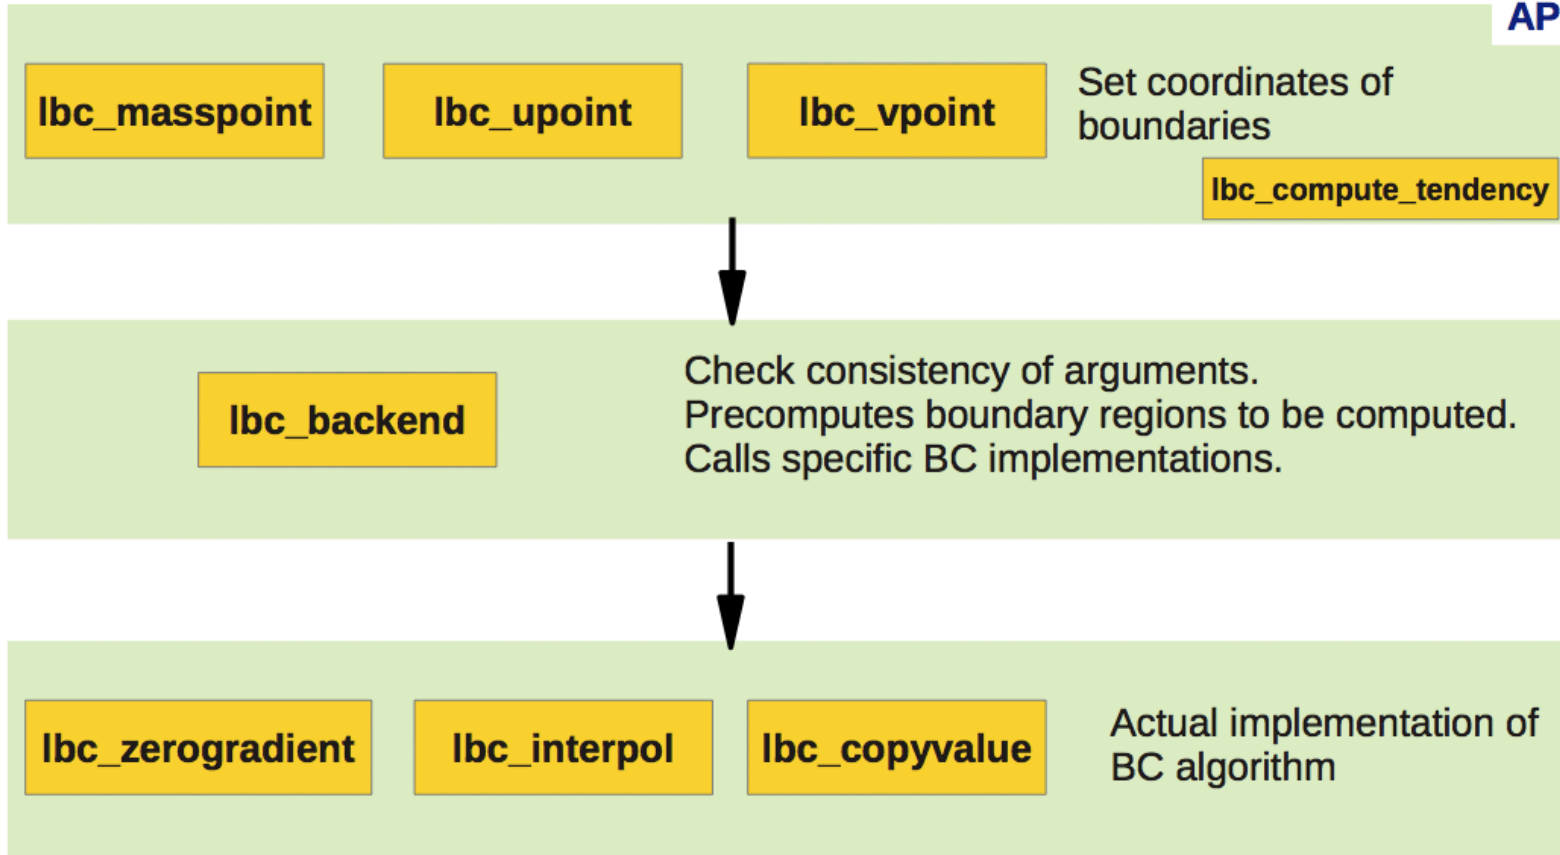 AP
lbc_masspoint
lbc_upoint
lbc_vpoint
Set coordinates of
boundaries
lbc_compute_tendency
lbc_backend
Check consistency of arguments.
Precomputes boundary regions to be computed.
Calls specific BC implementations.
lbc_zerogradient
lbc_interpol
lbc_copyvalue
Actual implementation of
BC algorithm